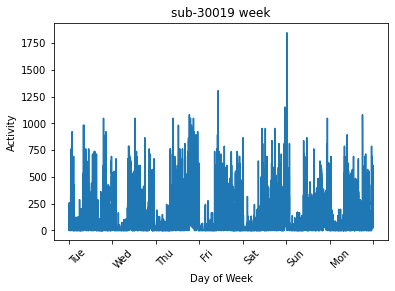 sub-30019 week
1750
1500
1250
1000
750
500
250
0
Activity
Tue
Wed
Thu
Fri
Sat
Sun
Mon
Day of Week